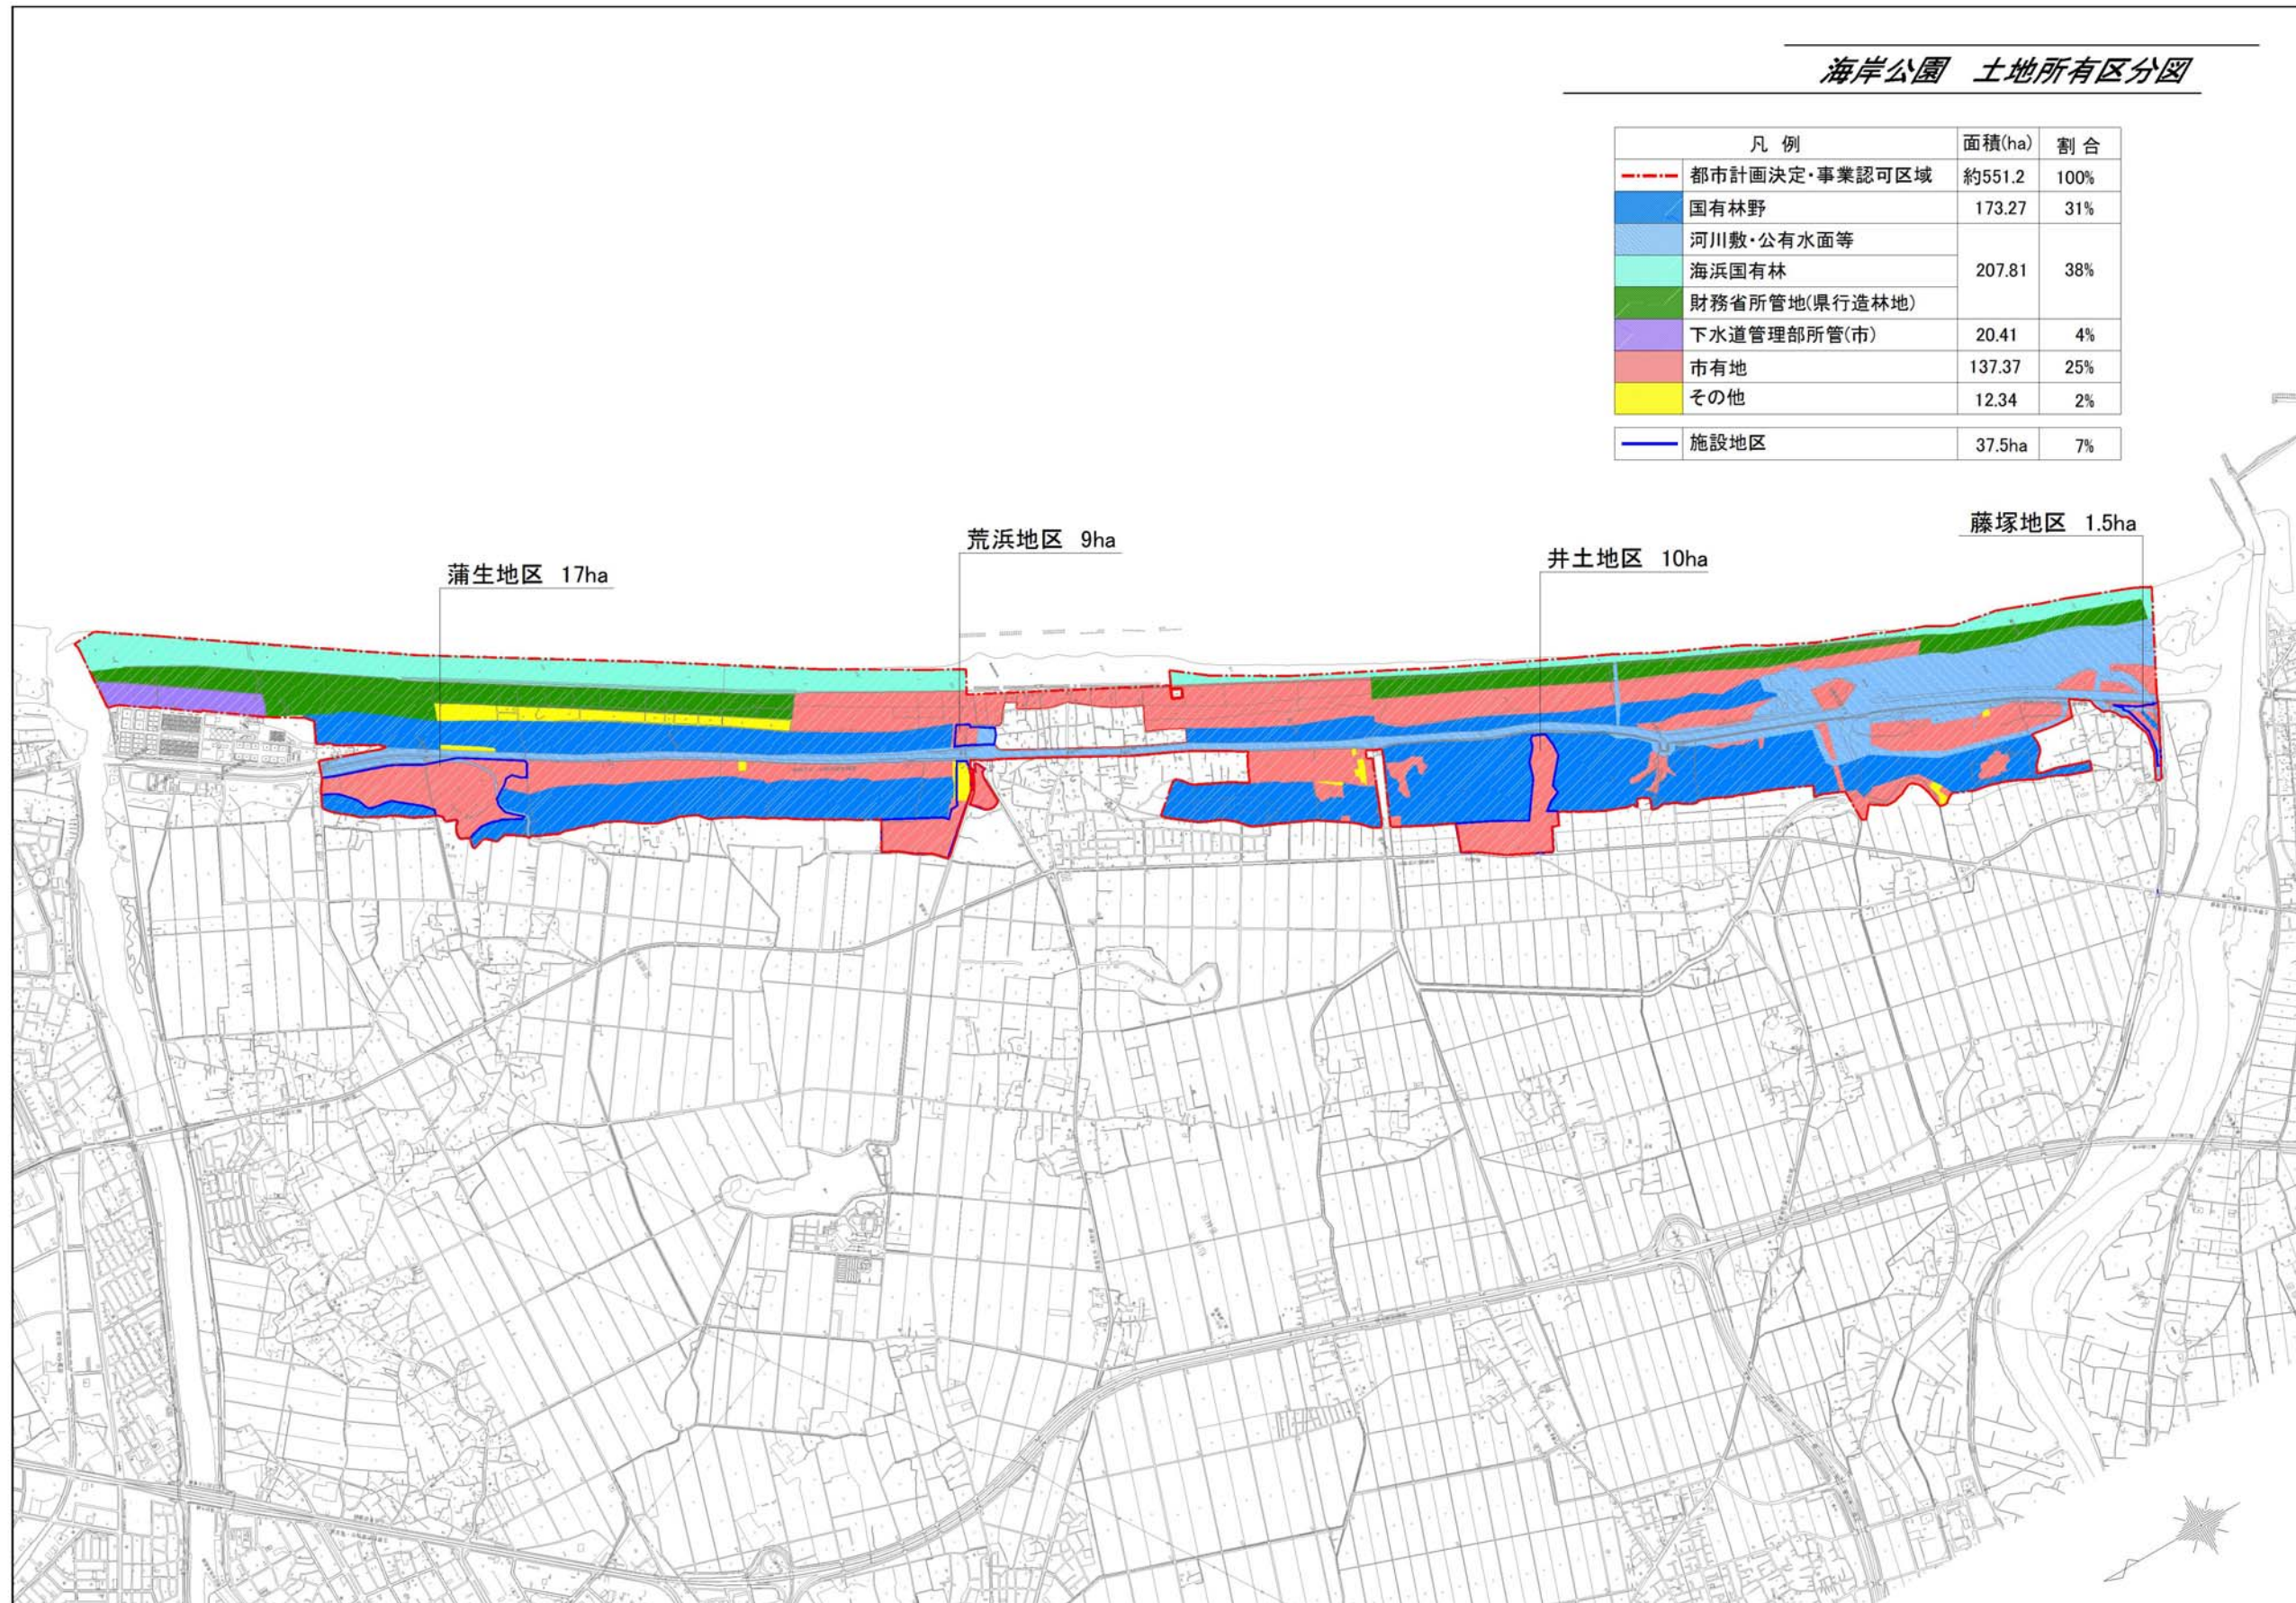 海岸公園 土地所有区分図
凡例 面積(ha) 割合
都市計画決定・事業認可区域 約551.2 100%
国有林野 173.27 31%
河川敷・公有水面等
海浜国有林 207.81 38%
財務省所管地(県行造林地)
下水道管理部所管(市) 20.41 4%
市有地 137.37 25%
その他 12.34 2%
施設地区 37.5ha 7%
蒲生地区 17ha
荒浜地区 9ha
井土地区 10ha
藤塚地区 1.5ha